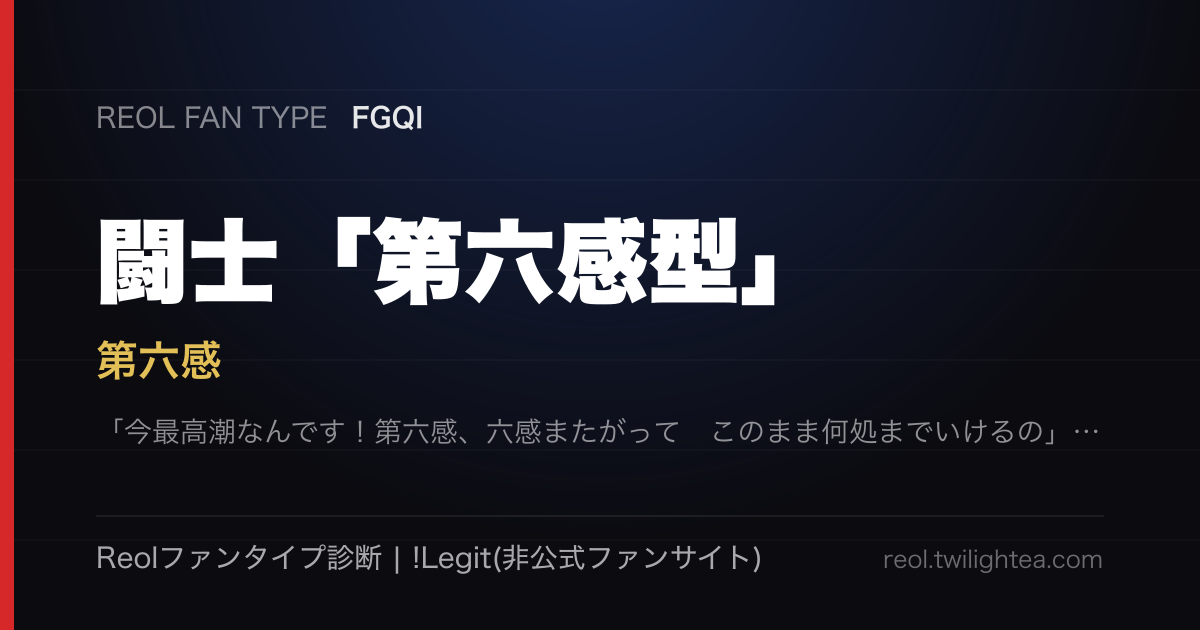 REOL FAN TYPE FGQI
闘士「第六感型」
第六感
「今最高潮なんです！第六感、六感またがって　このまま何処までいけるの」…
Reolファンタイプ診断 | !Legit(非公式ファンサイト)
reol.twilightea.com